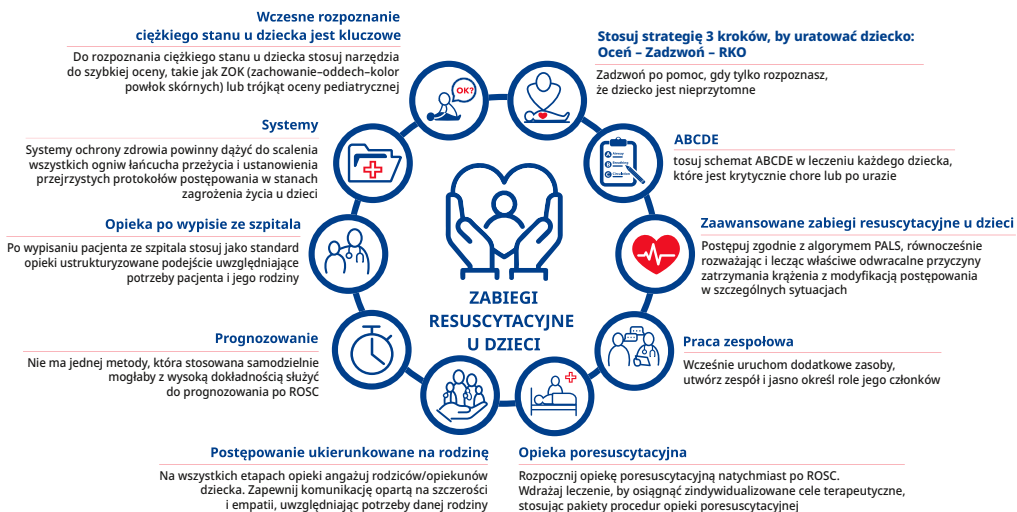 Wczesne rozpoznanie
ciężkiego stanu u dziecka jest kluczowe
Do rozpoznania ciężkiego stanu u dziecka stosuj narzędzia
do szybkiej oceny, takie jak ZOK (zachowanie–oddech–kolor
powłok skórnych) lub trójkąt oceny pediatrycznej
OK?
Stosuj strategię 3 kroków, by uratować dziecko:
Oceń – Zadzwoń – RKO
Zadzwoń po pomoc, gdy tylko rozpoznasz,
że dziecko jest nieprzytomne
ABCDE
tosuj schemat ABCDE w leczeniu każdego dziecka,
które jest krytycznie chore lub po urazie
A Airway
B Breathing
C Circulation
Zaawansowane zabiegi resuscytacyjne u dzieci
Postępuj zgodnie z algorymem PALS, równocześnie
rozważając i lecząc właściwe odwracalne przyczyny
zatrzymania krążenia z modyfikacją postępowania
w szczególnych sytuacjach
Praca zespołowa
Wcześnie uruchom dodatkowe zasoby,
utwórz zespół i jasno określ role jego członków
Opieka poresuscytacyjna
Rozpocznij opiekę poresuscytacyjną natychmiast po ROSC.
Wdrażaj leczenie, by osiągnąć zindywidualizowane cele terapeutyczne,
stosując pakiety procedur opieki poresuscytacyjnej
Postępowanie ukierunkowane na rodzinę
Na wszystkich etapach opieki angażuj rodziców/opiekunów
dziecka. Zapewnij komunikację opartą na szczerości
i empatii, uwzględniając potrzeby danej rodziny
Prognozowanie
Nie ma jednej metody, która stosowana samodzielnie
mogłaby z wysoką dokładnością służyć
do prognozowania po ROSC
Opieka po wypisie ze szpitala
Po wypisaniu pacjenta ze szpitala stosuj jako standard
opieki ustrukturyzowane podejście uwzględniające
potrzeby pacjenta i jego rodziny
Systemy
Systemy ochrony zdrowia powinny dążyć do scalenia
wszystkich ogniw łańcucha przeżycia i ustanowienia
przejrzystych protokołów postępowania w stanach
zagrożenia życia u dzieci
ZABIEGI
RESUSCYTACYJNE
U DZIECI